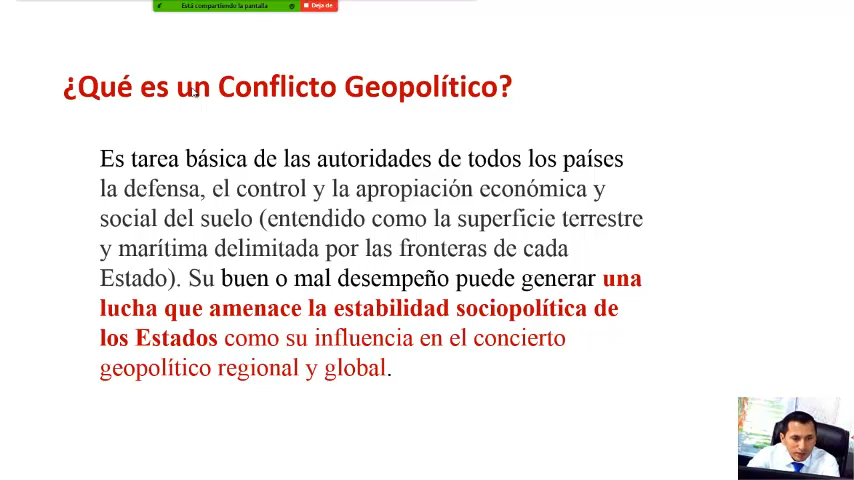 Está compartiendo la pantalla
Deja de
¿Qué es un Conflicto Geopolítico?
Es tarea básica de las autoridades de todos los países
la defensa, el control y la apropiación económica y
social del suelo (entendido como la superficie terrestre
y marítima delimitada por las fronteras de cada
Estado). Su buen o mal desempeño puede generar una
lucha que amenace la estabilidad sociopolítica de
los Estados como su influencia en el concierto
geopolítico regional y global.